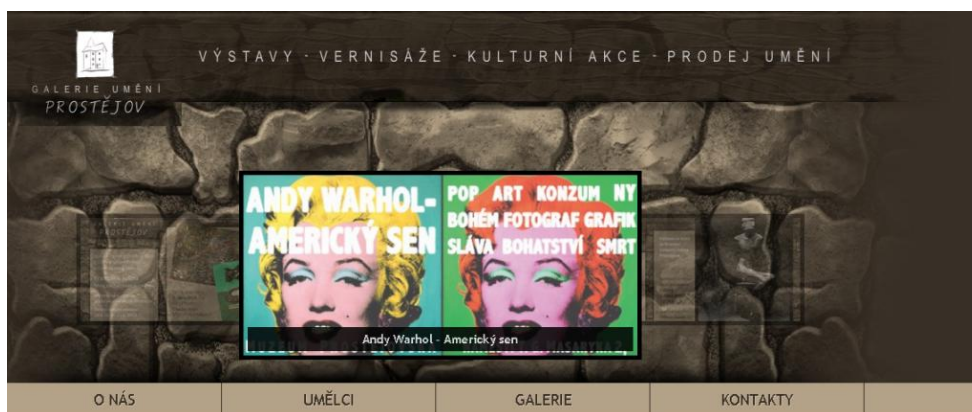 VÝSTAVY - VERNISÁŽE - KULTURNÍ AKCE - PRODEJ UMĚNÍ
GALERIE UMĚNÍ
PROSTĚJOV
ANDY WARHOL-
AMERICKÝ SEN
POP ART KONZUM NY
BOHÉM FOTOGRAF GRAFIK
SLÁVA BOHATSTVÍ SMRT
Andy Warhol - Americký sen
O NÁS
UMĚLCI
GALERIE
KONTAKTY